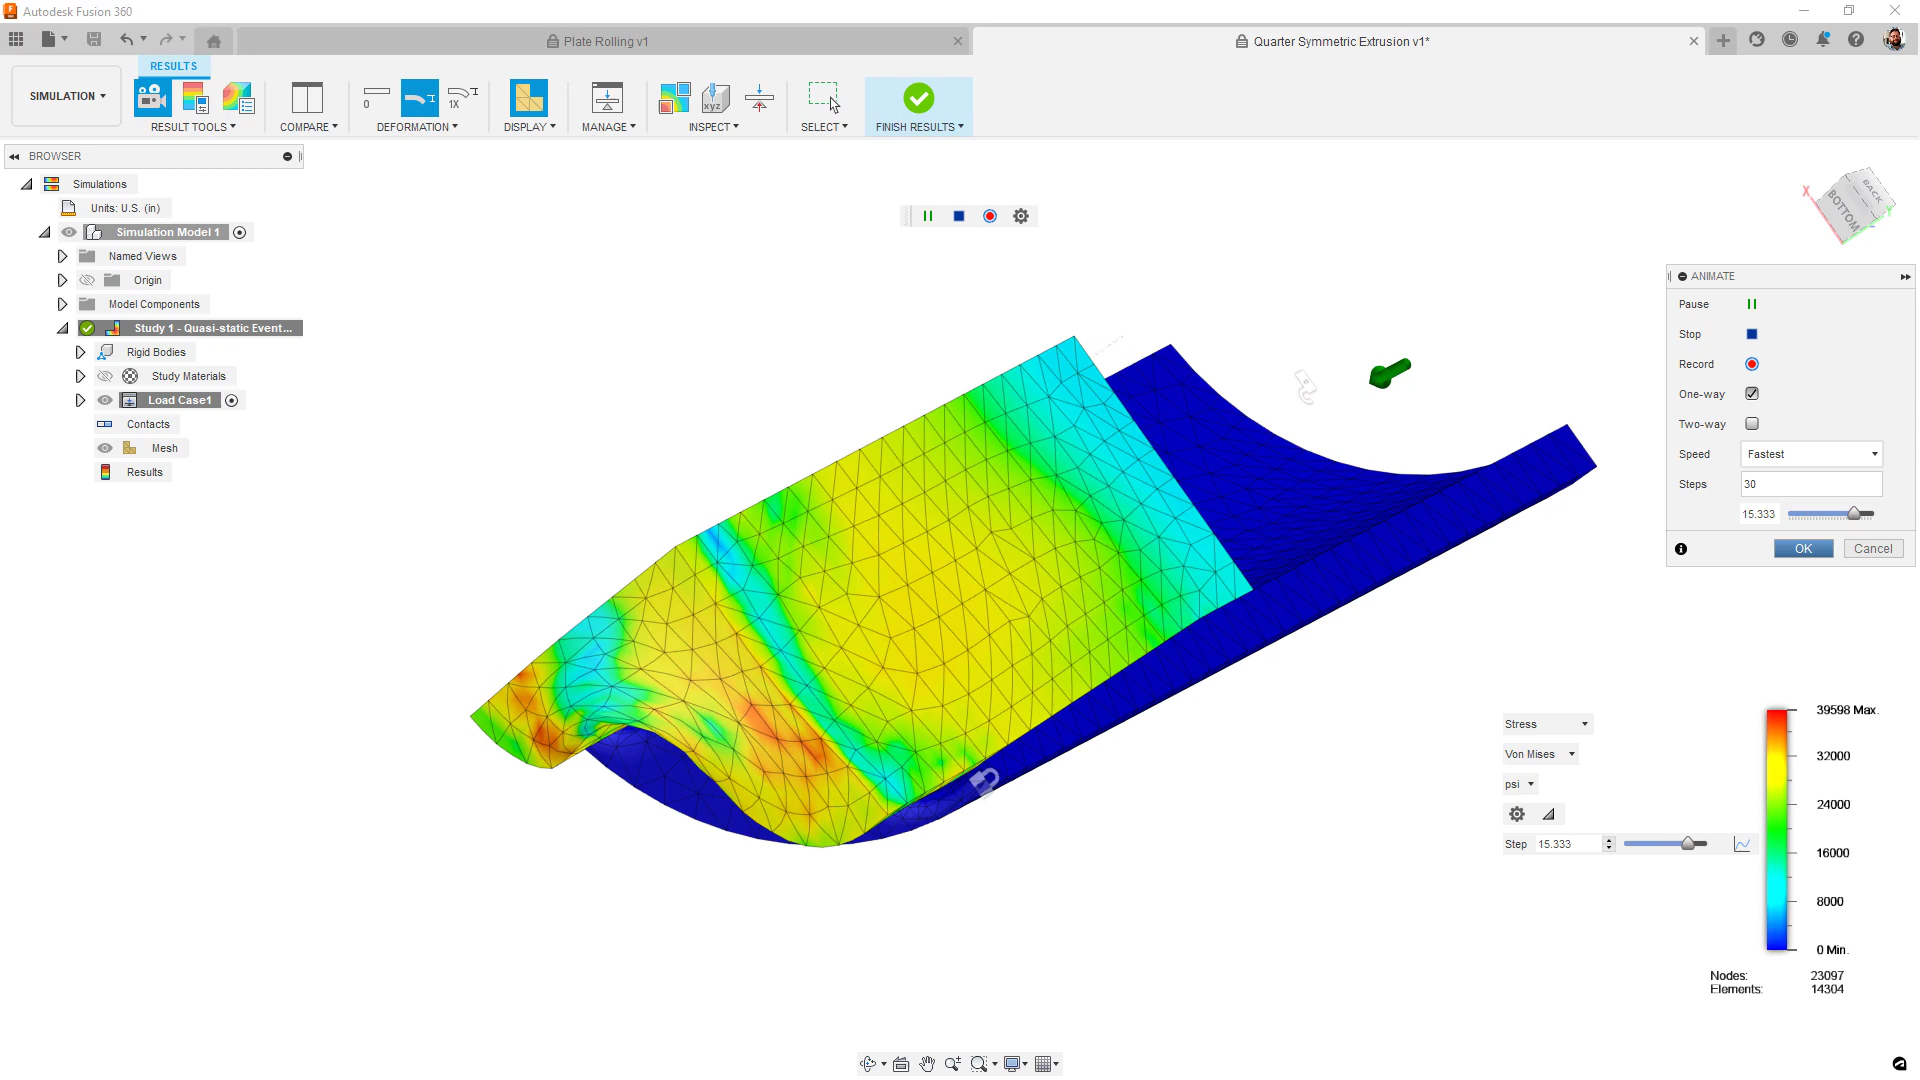 Autodesk Fusion 360
Plate Rolling v1
Quarter Symmetric Extrusion v1*
RESULTS
SIMULATION
0
1X
xyz
RESULT TOOLS
COMPARE
DEFORMATION
DISPLAY
MANAGE
INSPECT
SELECT
FINISH RESULTS
BROWSER
Simulations
Units: U.S. (in)
Simulation Model 1
Named Views
Origin
Model Components
Study 1 - Quasi-static Event...
Rigid Bodies
Study Materials
Load Case1
Contacts
Mesh
Results
X
BOTTOM
BACK
Y
ANIMATE
Pause
Stop
Record
One-way
Two-way
Speed
Fastest
Steps
30
15.333
OK
Cancel
Stress
Von Mises
psi
Step 15.333
39598 Max.
32000
24000
16000
8000
0 Min.
Nodes: 23097
Elements: 14304